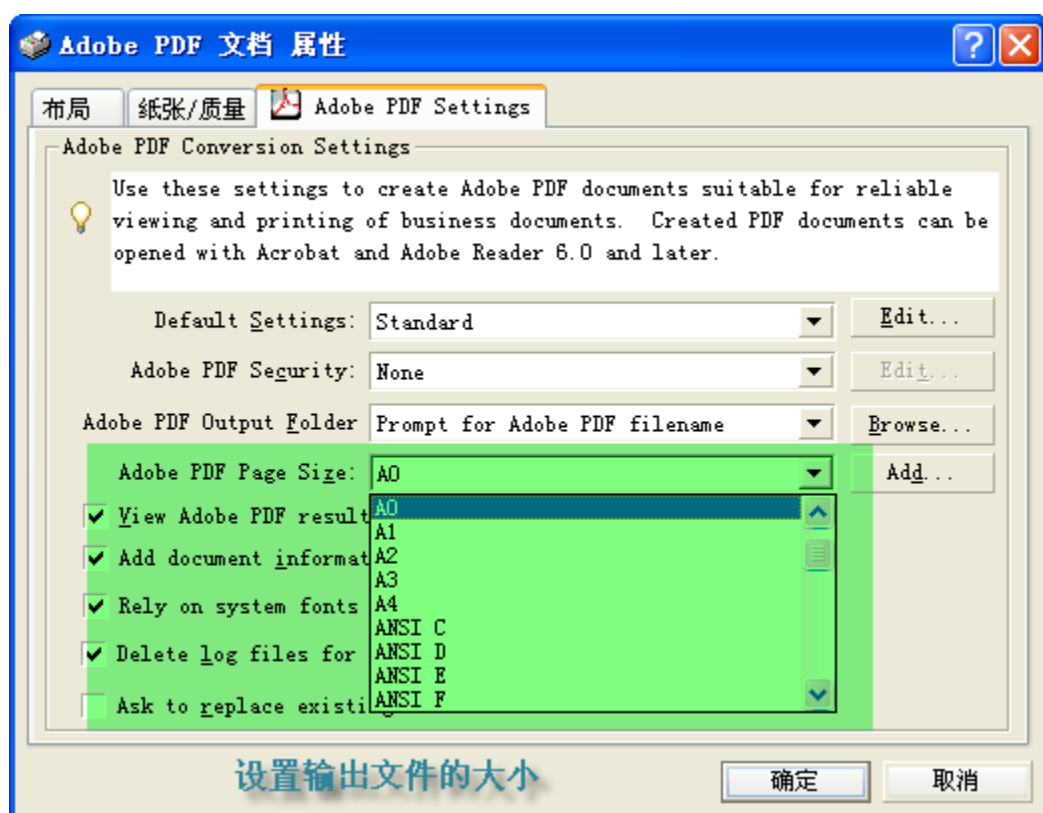 Adobe PDF 文档 属性
布局
纸张/质量
Adobe PDF Settings
Adobe PDF Conversion Settings
Use these settings to create Adobe PDF documents suitable for reliable
viewing and printing of business documents. Created PDF documents can be
opened with Acrobat and Adobe Reader 6.0 and later.
Default Settings: Standard Edit...
Adobe PDF Security: None Edit...
Adobe PDF Output Folder Prompt for Adobe PDF filename Browse...
Adobe PDF Page Size: A0 Add...
A0
View Adobe PDF result
A1
Add document informat
A2
A3
Rely on system fonts
A4
ANSI C
Delete log files for
ANSI D
ANSI E
Ask to replace existi
ANSI F
设置输出文件的大小
确定
取消